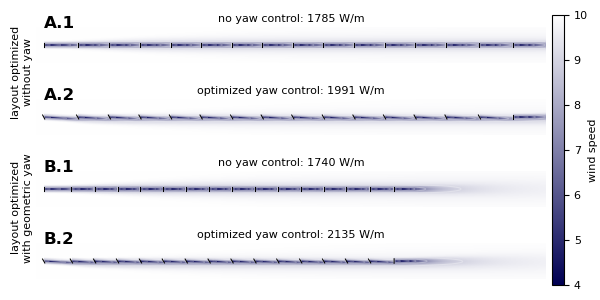 A.1
no yaw control: 1785 W/m
layout optimized
without yaw
A.2
optimized yaw control: 1991 W/m
B.1
no yaw control: 1740 W/m
layout optimized
with geometric yaw
B.2
optimized yaw control: 2135 W/m
10
9
8
7
6
5
4
wind speed